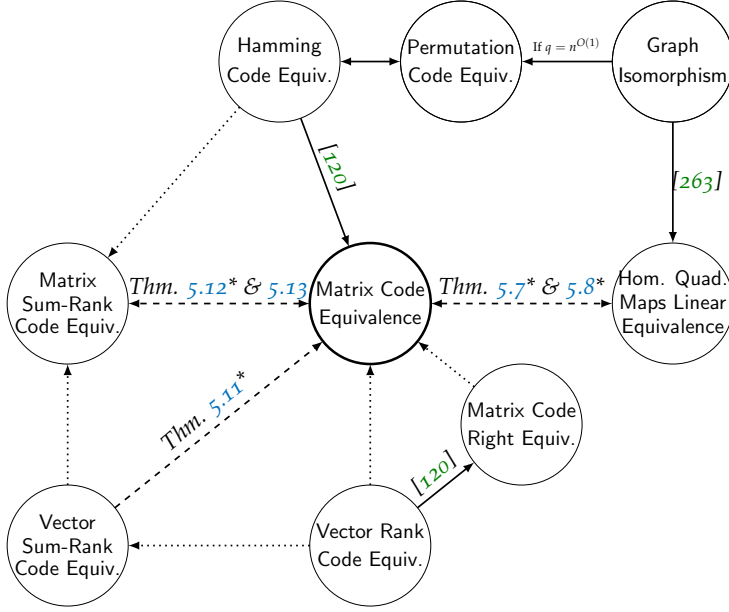 Hamming
Code Equiv.
Permutation
Code Equiv.
If q = n^{O(1)}
Graph
Isomorphism
[120]
[263]
Matrix
Sum-Rank
Code Equiv.
Thm. 5.12* & 5.13
Matrix Code
Equivalence
Thm. 5.7* & 5.8*
Hom. Quad.
Maps Linear
Equivalence
Thm. 5.11*
Matrix Code
Right Equiv.
[120]
Vector
Sum-Rank
Code Equiv.
Vector Rank
Code Equiv.